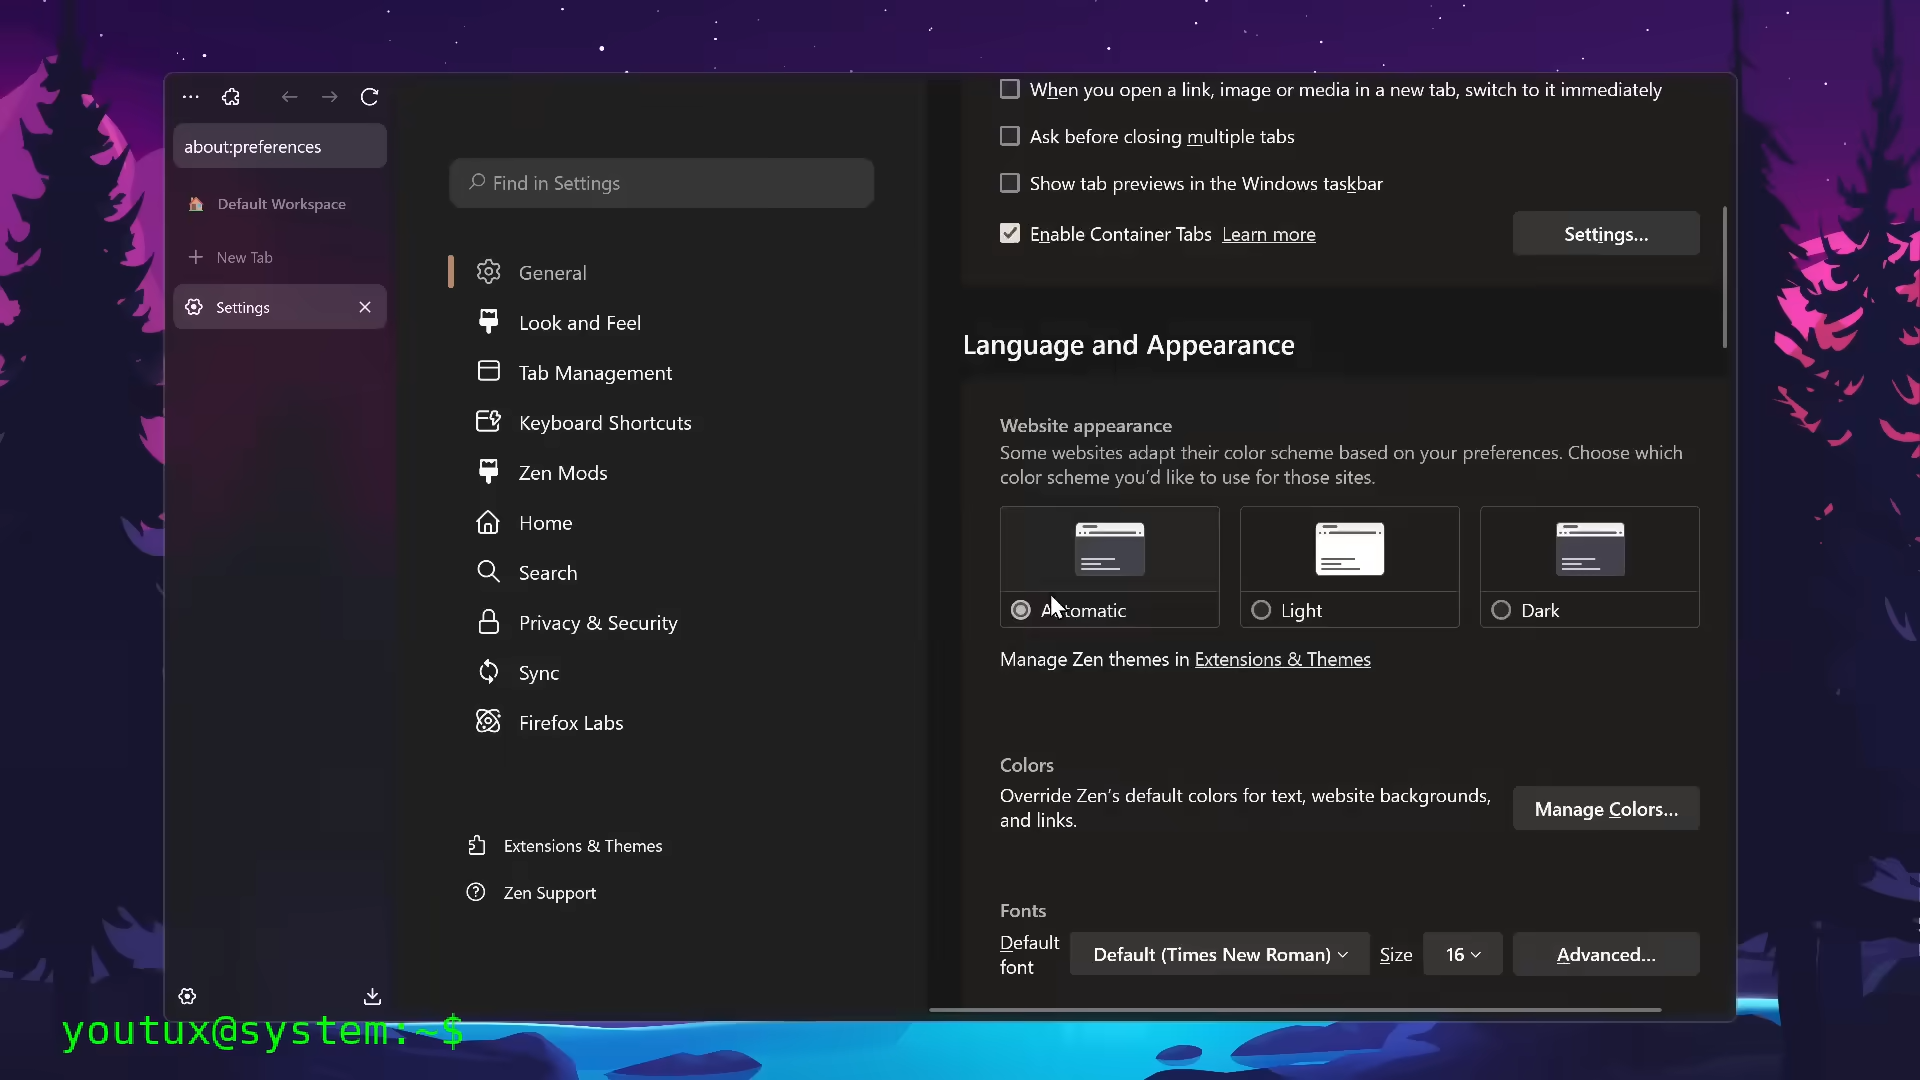 about:preferences
Default Workspace
New Tab
Settings
Find in Settings
General
Look and Feel
Tab Management
Keyboard Shortcuts
Zen Mods
Home
Search
Privacy & Security
Sync
Firefox Labs
Extensions & Themes
Zen Support
When you open a link, image or media in a new tab, switch to it immediately
Ask before closing multiple tabs
Show tab previews in the Windows taskbar
Enable Container Tabs Learn more
Settings...
Language and Appearance
Website appearance
Some websites adapt their color scheme based on your preferences. Choose which
color scheme you’d like to use for those sites.
Automatic
Light
Dark
Manage Zen themes in Extensions & Themes
Colors
Override Zen’s default colors for text, website backgrounds,
and links.
Manage Colors...
Fonts
Default
font
Default (Times New Roman)
Size
16
Advanced...
youtux@system:~$